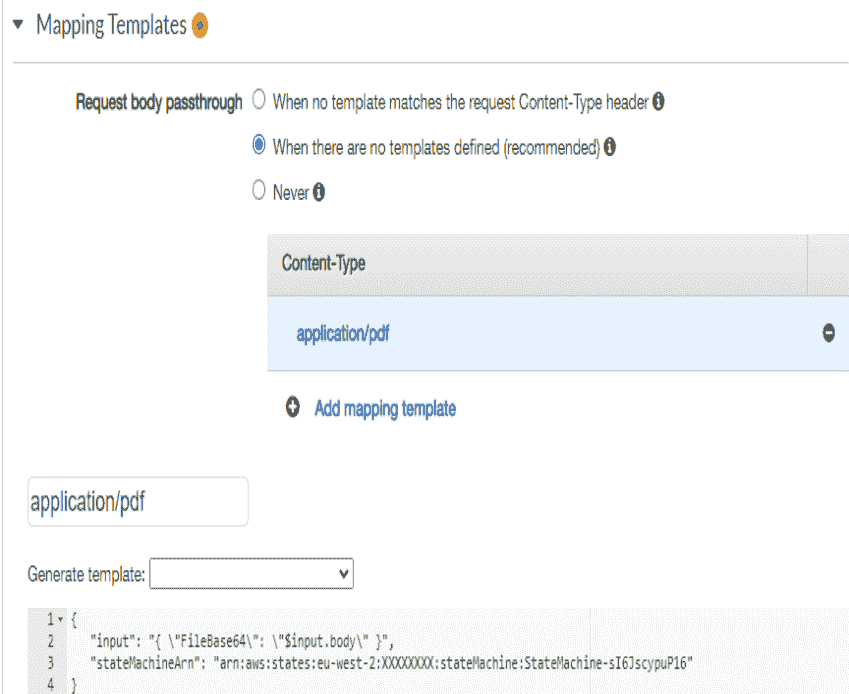 Mapping Templates
Request body passthrough When no template matches the request Content-Type header
When there are no templates defined (recommended)
Never
Content-Type
application/pdf
Add mapping template
application/pdf
Generate template:
1 {
2 "input": "{ \"FileBase64\": \"$input.body\" }",
3 "stateMachineArn": "arn:aws:states:eu-west-2:XXXXXXXX:stateMachine:StateMachine-sI6JscypuP16"
4 }